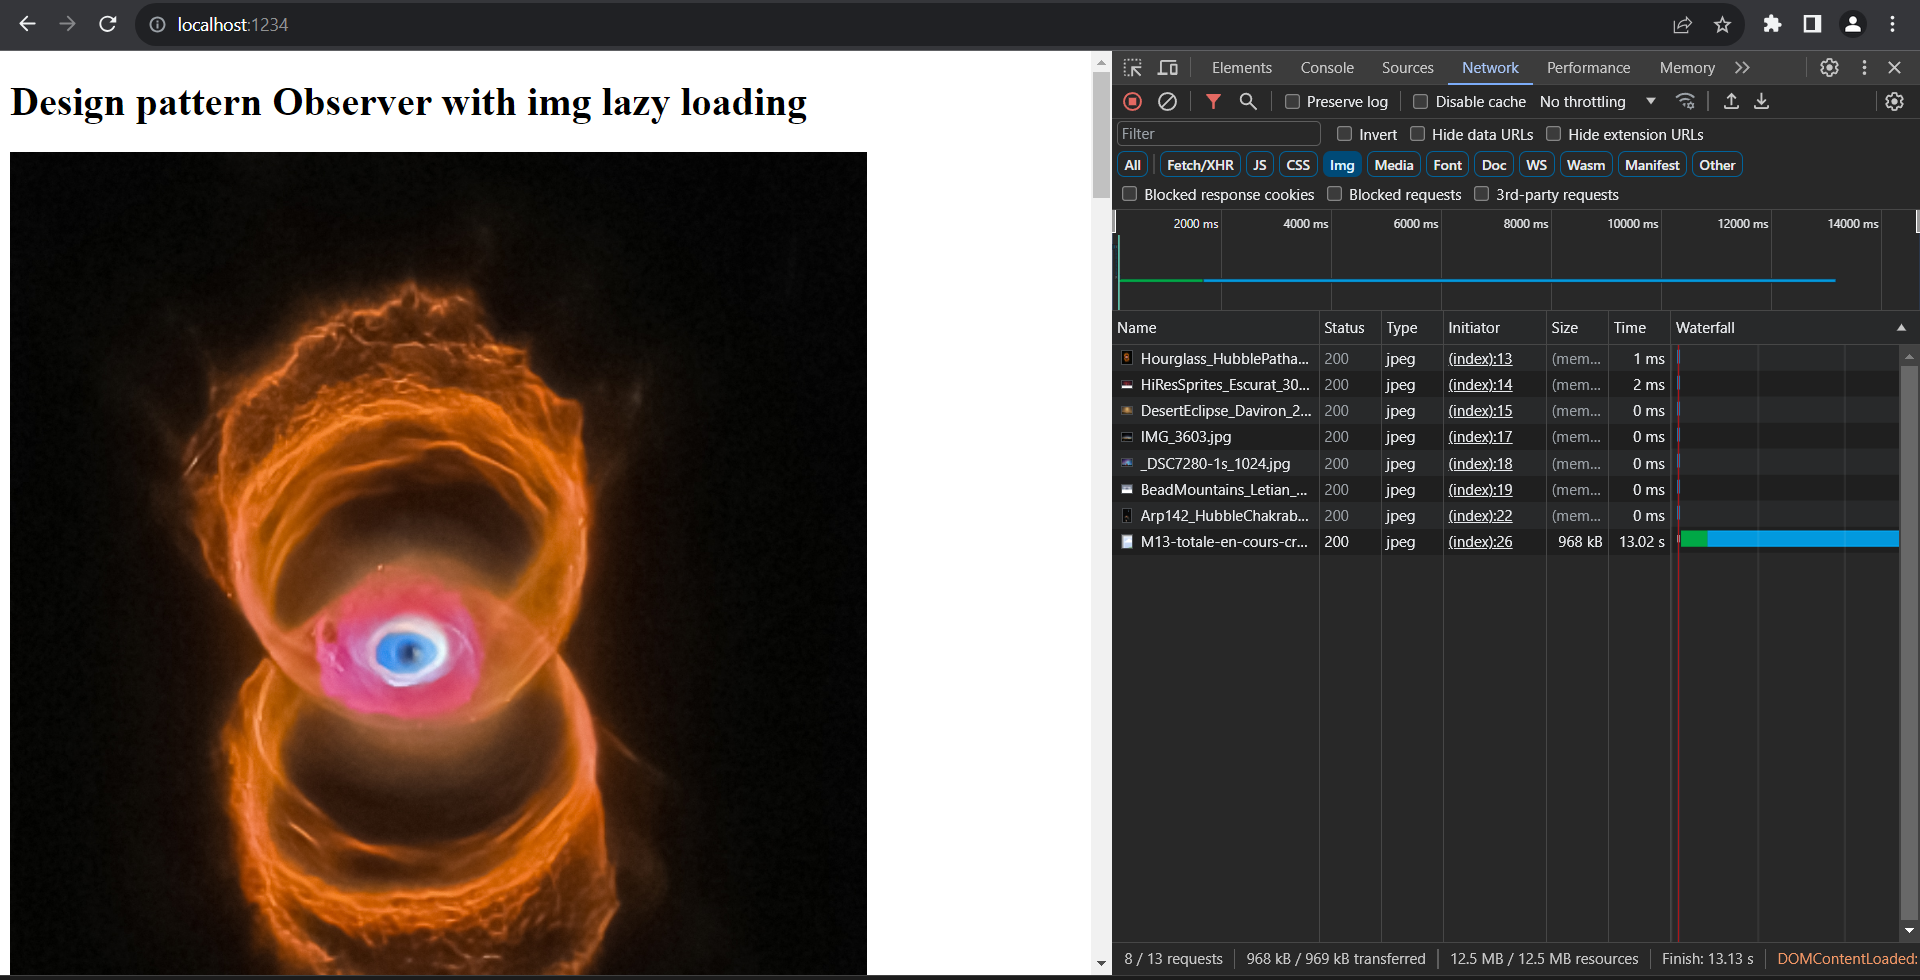 localhost:1234
Design pattern Observer with img lazy loading
Elements Console Sources Network Performance Memory
Preserve log Disable cache No throttling
Filter Invert Hide data URLs Hide extension URLs
All Fetch/XHR JS CSS Img Media Font Doc WS Wasm Manifest Other
Blocked response cookies Blocked requests 3rd-party requests
2000 ms 4000 ms 6000 ms 8000 ms 10000 ms 12000 ms 14000 ms
Name Status Type Initiator Size Time Waterfall
Hourglass_HubblePatha... 200 jpeg (index):13 (mem... 1 ms
HiResSprites_Escurat_30... 200 jpeg (index):14 (mem... 2 ms
DesertEclipse_Daviron_2... 200 jpeg (index):15 (mem... 0 ms
IMG_3603.jpg 200 jpeg (index):17 (mem... 0 ms
_DSC7280-1s_1024.jpg 200 jpeg (index):18 (mem... 0 ms
BeadMountains_Letian_... 200 jpeg (index):19 (mem... 0 ms
Arp142_HubbleChakrab... 200 jpeg (index):22 (mem... 0 ms
M13-totale-en-cours-cr... 200 jpeg (index):26 968 kB 13.02 s
8 / 13 requests 968 kB / 969 kB transferred 12.5 MB / 12.5 MB resources Finish: 13.13 s DOMContentLoaded: